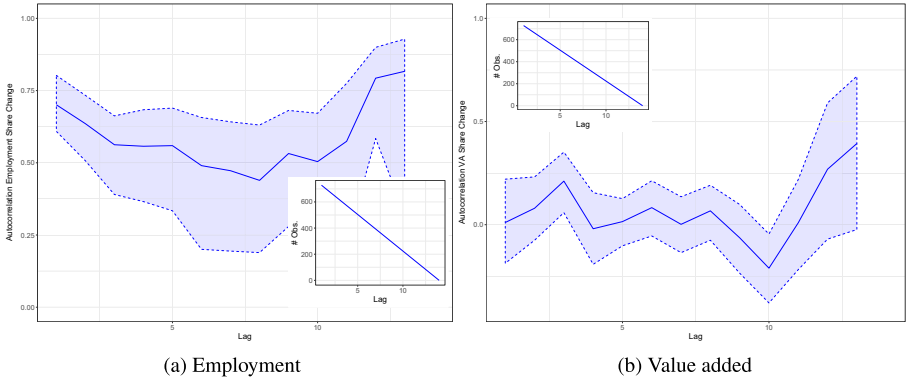 1.00
0.75
0.50
0.25
0.00
Autocorrelation Employment Share Change
5
10
Lag
600
400
200
0
# Obs.
5
10
Lag
(a) Employment
1.0
0.5
0.0
Autocorrelation VA Share Change
5
10
Lag
600
400
200
0
# Obs.
5
10
Lag
(b) Value added